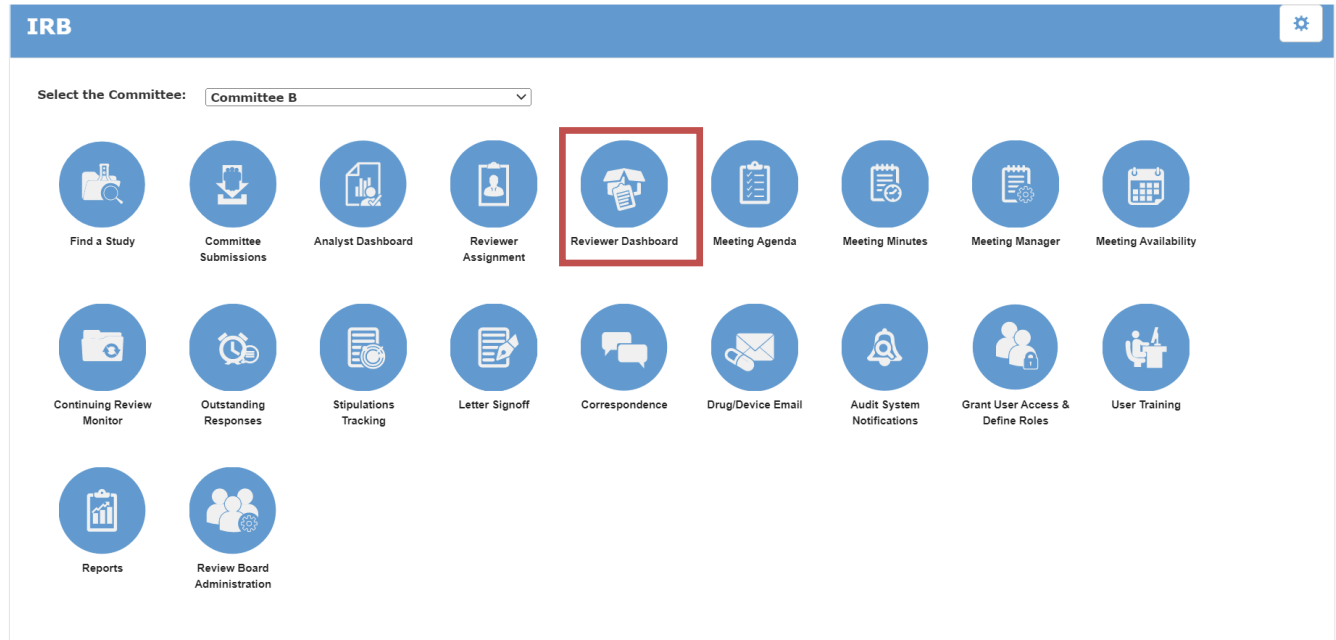 IRB
Select the Committee: Committee B
Find a Study
Committee
Submissions
Analyst Dashboard
Reviewer
Assignment
Reviewer Dashboard
Meeting Agenda
Meeting Minutes
Meeting Manager
Meeting Availability
Continuing Review
Monitor
Outstanding
Responses
Stipulations
Tracking
Letter Signoff
Correspondence
Drug/Device Email
Audit System
Notifications
Grant User Access &
Define Roles
User Training
Reports
Review Board
Administration